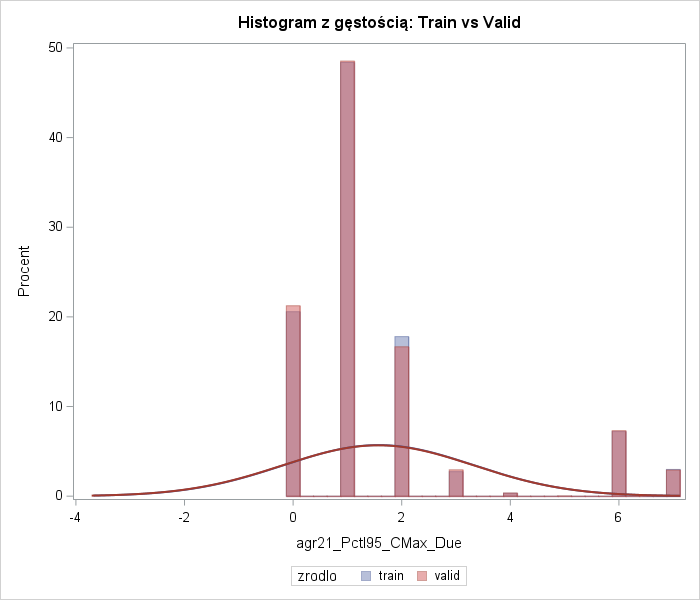 Histogram z gęstością: Train vs Valid
50
40
30
20
10
0
Procent
-4 -2 0 2 4 6
agr21_Pctl95_CMax_Due
zrodlo train valid